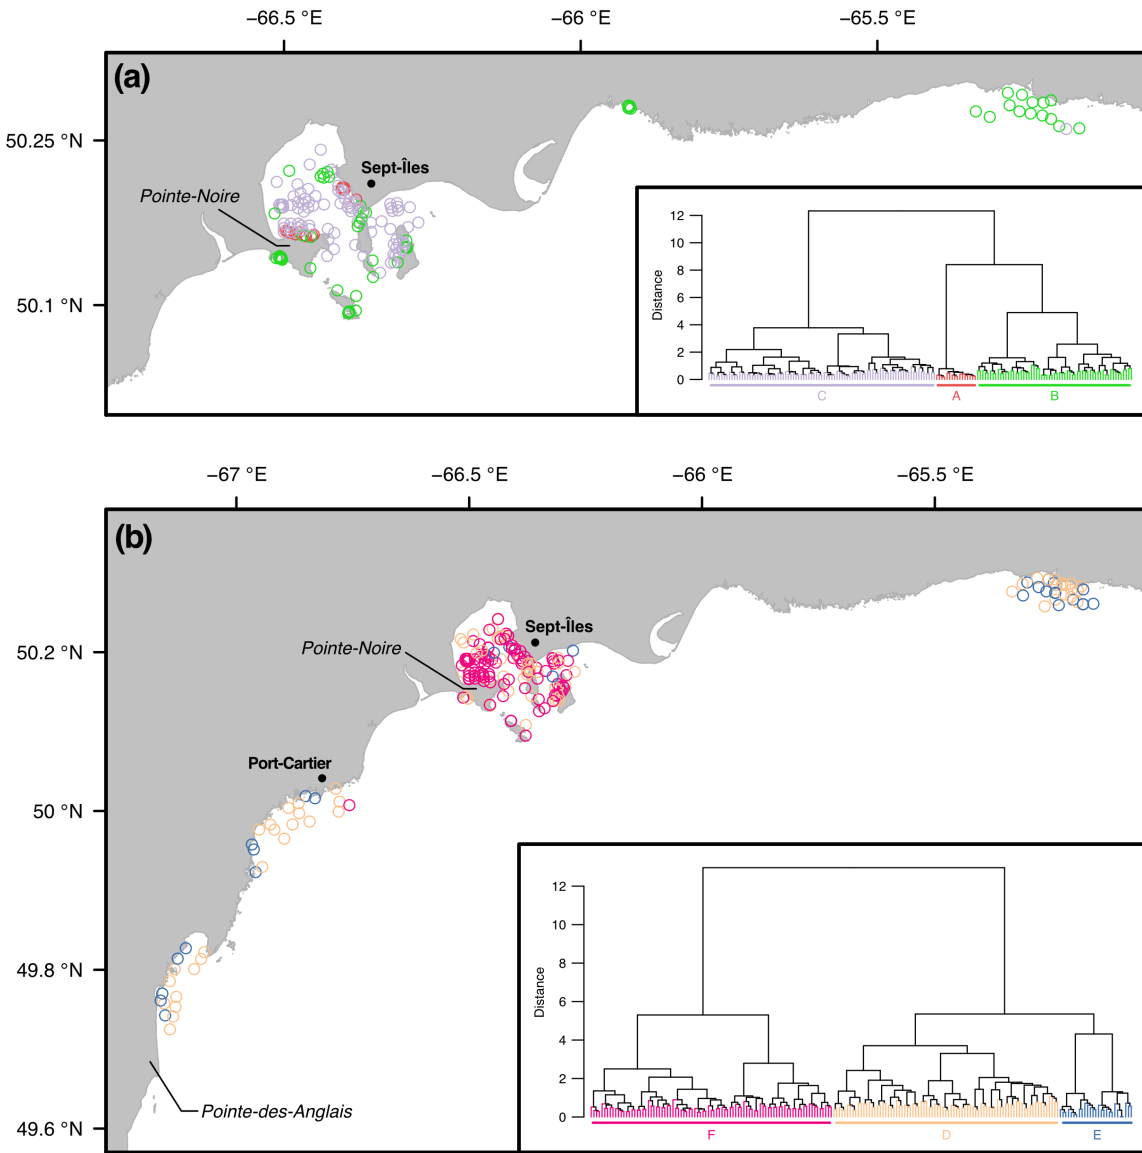 −66.5 °E
−66 °E
−65.5 °E
(a)
50.25 °N
50.1 °N
Sept-Îles
Pointe-Noire
Distance
12
10
8
6
4
2
0
C
A
B
−67 °E
−66.5 °E
−66 °E
−65.5 °E
(b)
50.2 °N
50 °N
49.8 °N
49.6 °N
Sept-Îles
Pointe-Noire
Port-Cartier
Pointe-des-Anglais
Distance
12
10
8
6
4
2
0
F
D
E